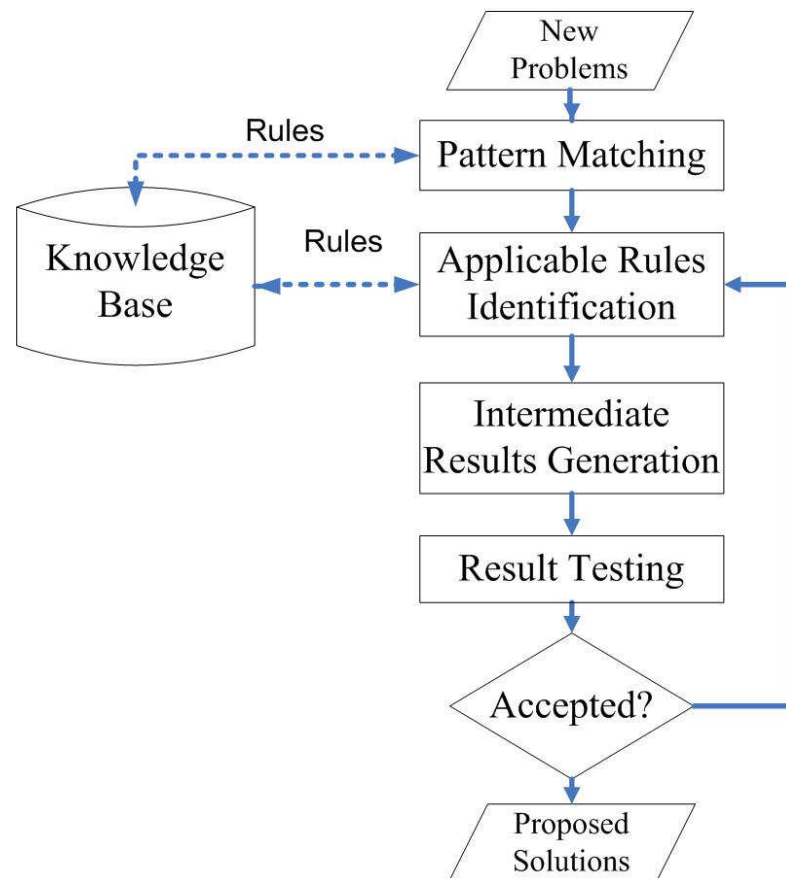 New
Problems
Rules
Pattern Matching
Rules
Knowledge
Base
Applicable Rules
Identification
Intermediate
Results Generation
Result Testing
Accepted?
Proposed
Solutions